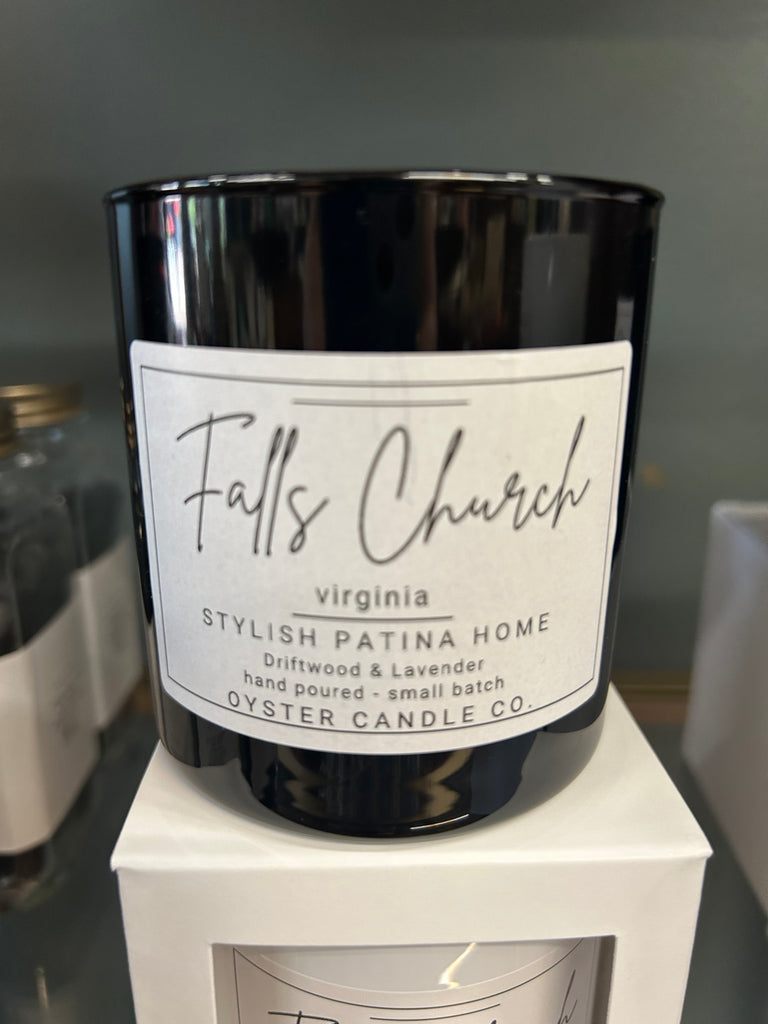 Falls Church
virginia
STYLISH PATINA HOME
Driftwood & Lavender
hand poured - small batch
OYSTER CANDLE CO.